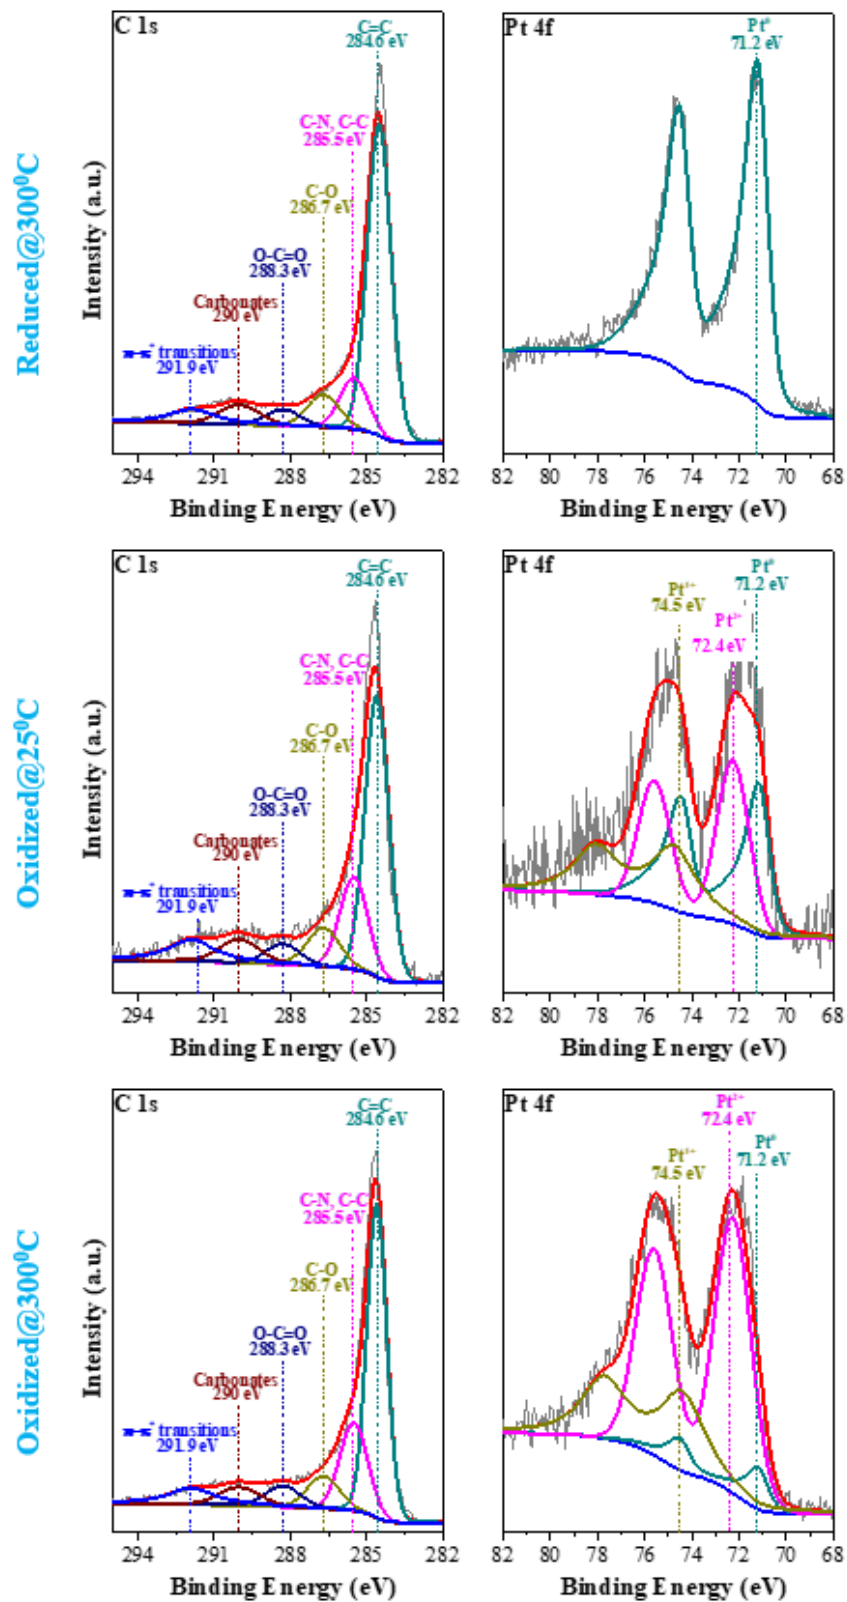 Reduced@300⁰C
C 1s
C=C
284.6 eV
C-N, C-C
285.5 eV
C-O
286.7 eV
O-C=O
288.3 eV
Carbonates
290 eV
π-π* transitions
291.9 eV
Intensity (a.u.)
294 291 288 285 282
Binding Energy (eV)
Pt 4f
Pt⁰
71.2 eV
82 80 78 76 74 72 70 68
Binding Energy (eV)
Oxidized@25⁰C
C 1s
C=C
284.6 eV
C-N, C-C
285.5 eV
C-O
286.7 eV
O-C=O
288.3 eV
Carbonates
290 eV
π-π* transitions
291.9 eV
Intensity (a.u.)
294 291 288 285 282
Binding Energy (eV)
Pt 4f
Pt⁰
71.2 eV
Pt⁴⁺
74.5 eV
Pt²⁺
72.4 eV
82 80 78 76 74 72 70 68
Binding Energy (eV)
Oxidized@300⁰C
C 1s
C=C
284.6 eV
C-N, C-C
285.5 eV
C-O
286.7 eV
O-C=O
288.3 eV
Carbonates
290 eV
π-π* transitions
291.9 eV
Intensity (a.u.)
294 291 288 285 282
Binding Energy (eV)
Pt 4f
Pt²⁺
72.4 eV
Pt⁰
71.2 eV
Pt⁴⁺
74.5 eV
82 80 78 76 74 72 70 68
Binding Energy (eV)